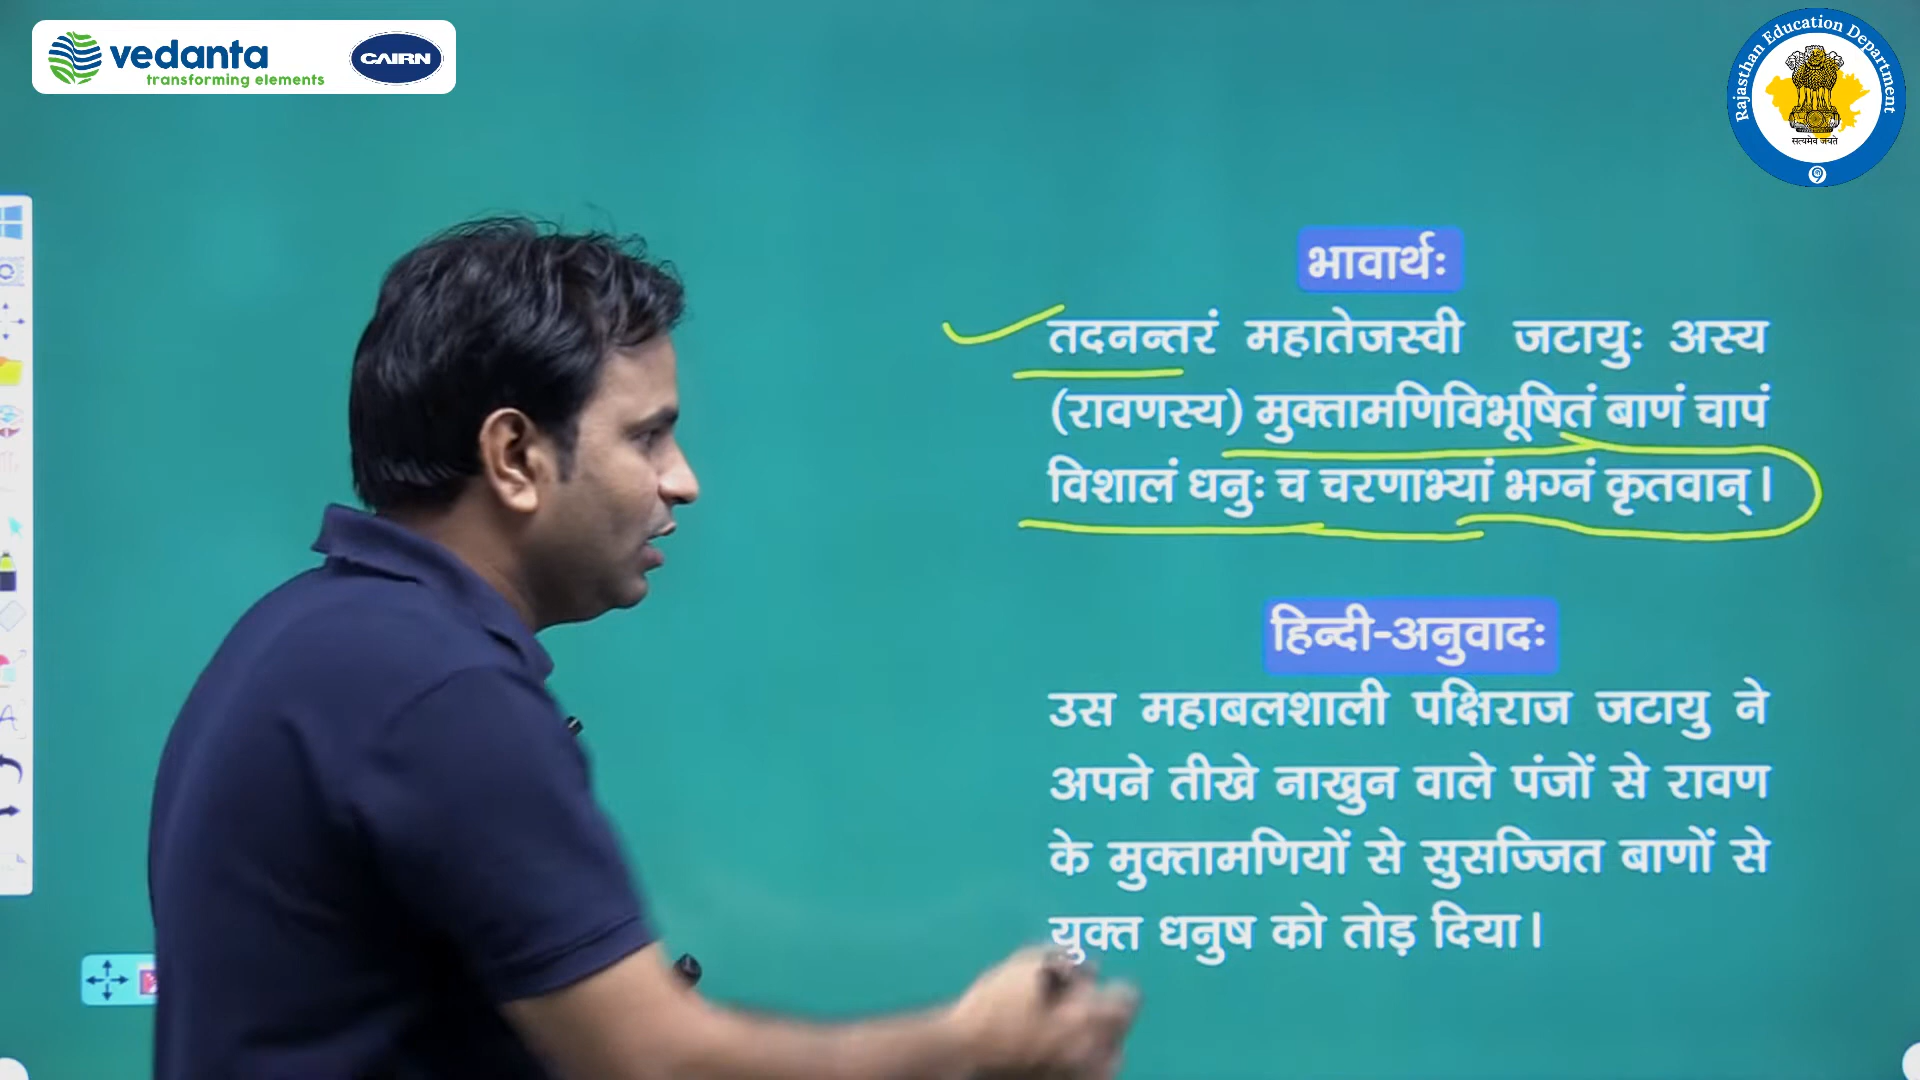 vedanta
transforming elements
CAIRN
Rajasthan Education Department
सत्यमेव जयते
भावार्थः
तदनन्तरं महातेजस्वी जटायुः अस्य
(रावणस्य) मुक्तामणिविभूषितं बाणं चापं
विशालं धनुः च चरणाभ्यां भग्नं कृतवान्।
हिन्दी-अनुवादः
उस महाबलशाली पक्षिराज जटायु ने
अपने तीखे नाखुन वाले पंजों से रावण
के मुक्तामणियों से सुसज्जित बाणों से
युक्त धनुष को तोड़ दिया।